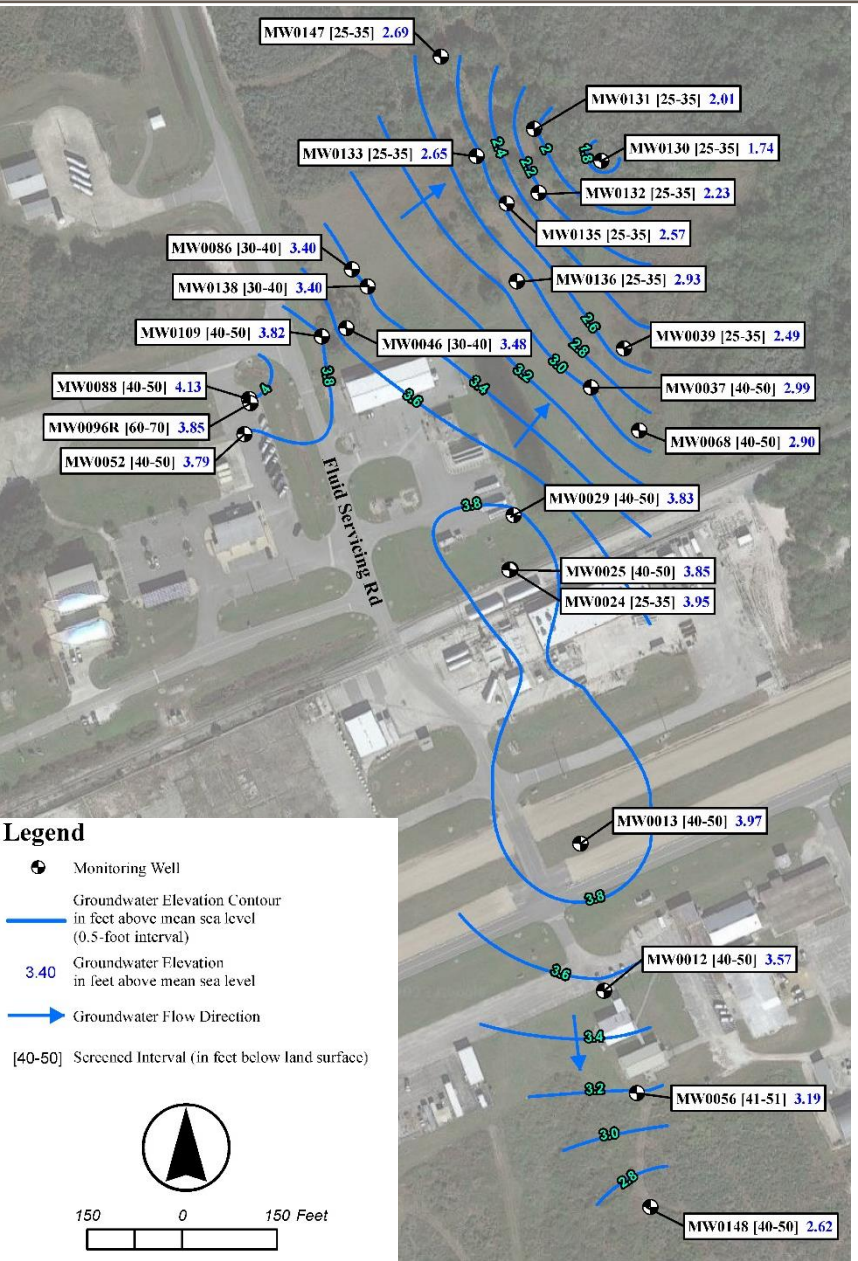 MW0147 [25-35] 2.69
MW0131 [25-35] 2.01
MW0133 [25-35] 2.65
2.4
2
1.8
MW0130 [25-35] 1.74
2.2
MW0132 [25-35] 2.23
MW0135 [25-35] 2.57
MW0086 [30-40] 3.40
MW0136 [25-35] 2.93
MW0138 [30-40] 3.40
MW0109 [40-50] 3.82
MW0046 [30-40] 3.48
2.6
MW0039 [25-35] 2.49
2.8
3.0
3.2
3.8
3.4
MW0088 [40-50] 4.13
4
MW0037 [40-50] 2.99
3.6
MW0096R [60-70] 3.85
MW0068 [40-50] 2.90
MW0052 [40-50] 3.79
Fluid Servicing Rd
3.8
MW0029 [40-50] 3.83
MW0025 [40-50] 3.85
MW0024 [25-35] 3.95
MW0013 [40-50] 3.97
3.8
MW0012 [40-50] 3.57
3.6
3.4
3.2
MW0056 [41-51] 3.19
3.0
2.8
MW0148 [40-50] 2.62
Legend
Monitoring Well
Groundwater Elevation Contour
in feet above mean sea level
(0.5-foot interval)
3.40 Groundwater Elevation
in feet above mean sea level
Groundwater Flow Direction
[40-50] Screened Interval (in feet below land surface)
150 0 150 Feet